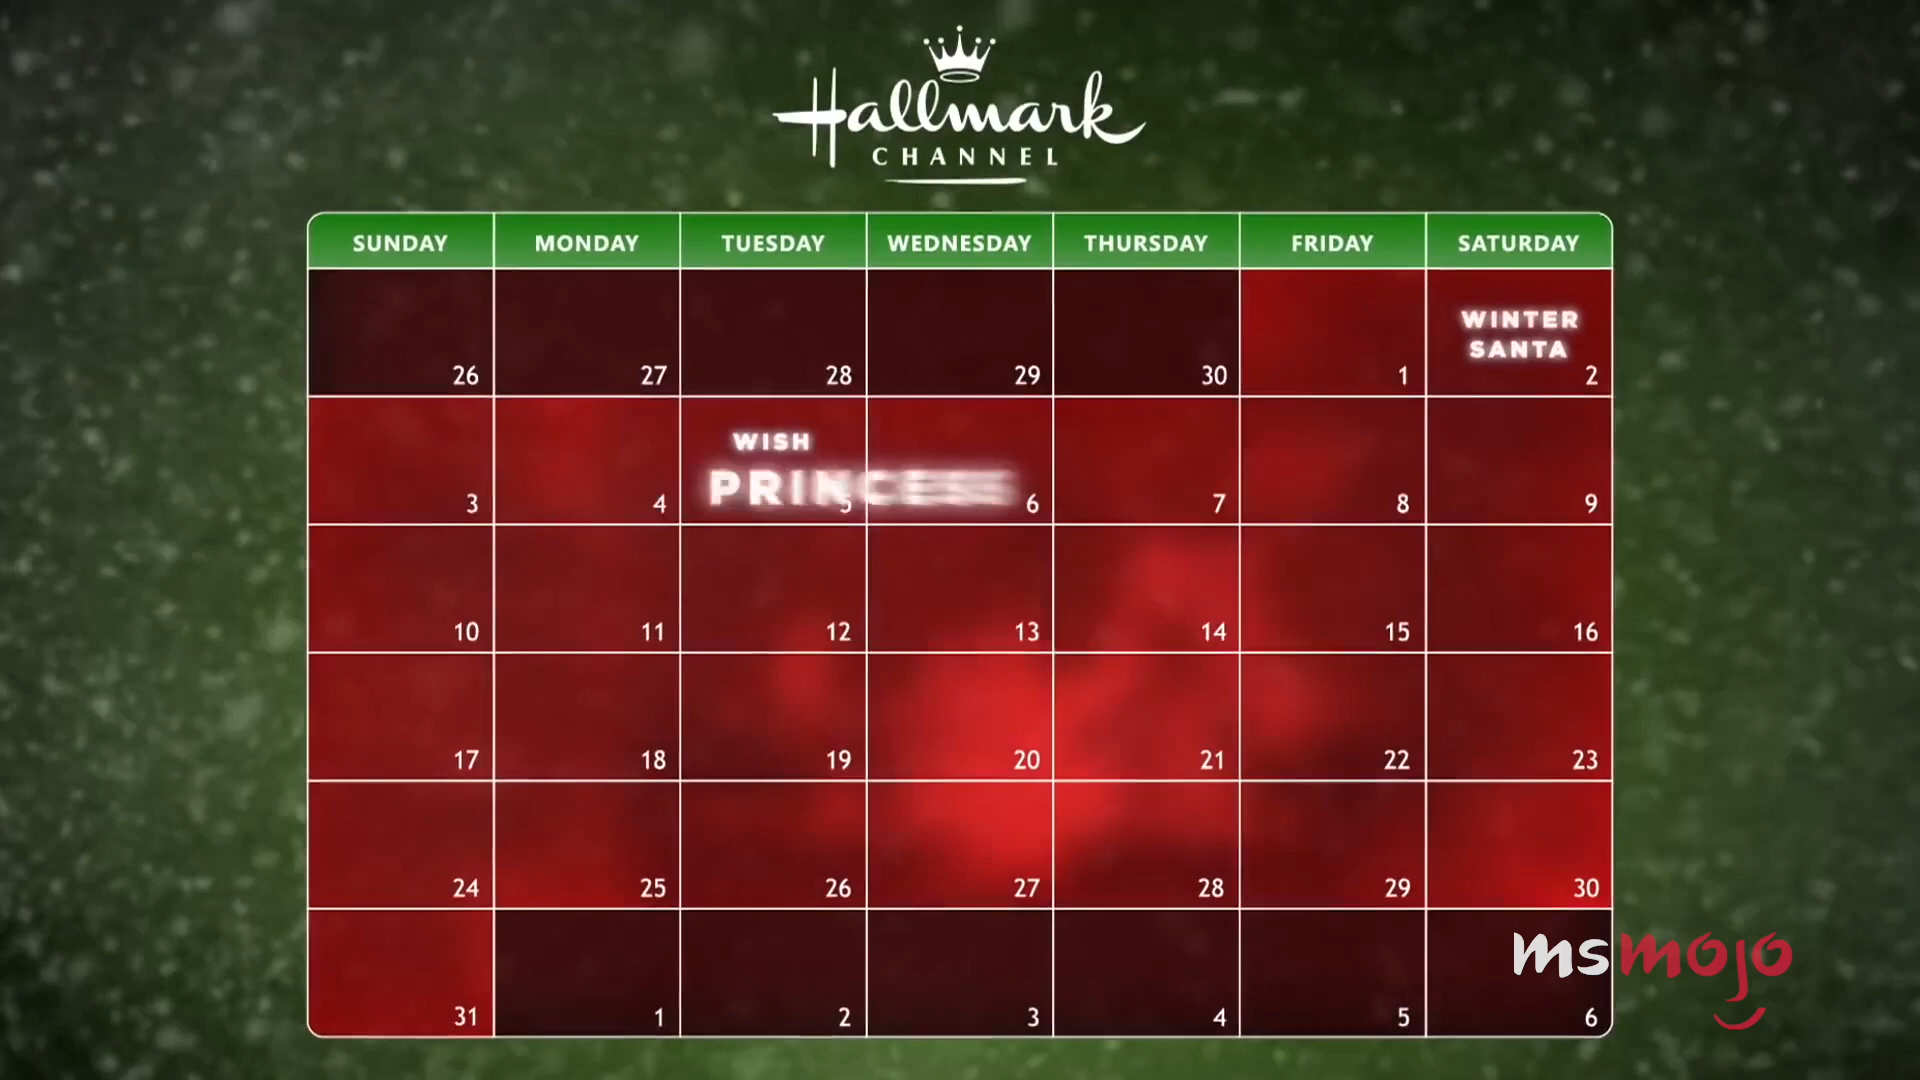 Hallmark
CHANNEL
SUNDAY MONDAY TUESDAY WEDNESDAY THURSDAY FRIDAY SATURDAY
WINTER
SANTA
26 27 28 29 30 1 2
WISH
PRINCESS
3 4 5 6 7 8 9
10 11 12 13 14 15 16
17 18 19 20 21 22 23
24 25 26 27 28 29 30
msmojo
31 1 2 3 4 5 6